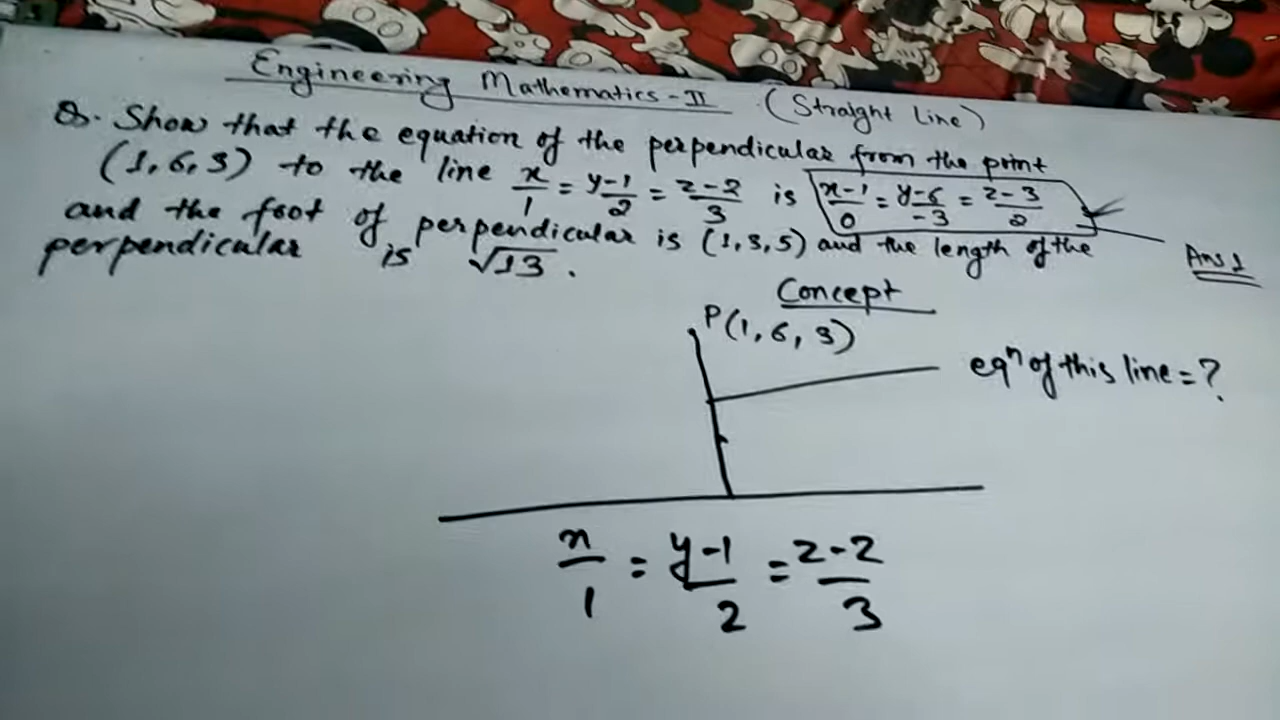 Engineering Mathematics-II (Straight Line)
Q. Show that the equation of the perpendicular from the point
(1, 6, 3) to the line x/1 = y-1/2 = z-2/3 is x-1/0 = y-6/-3 = z-3/2
and the foot of perpendicular is (1, 3, 5) and the length of the
perpendicular is √13.
Ans 1
Concept
P(1, 6, 3)
eqⁿ of this line = ?
x/1 = y-1/2 = z-2/3